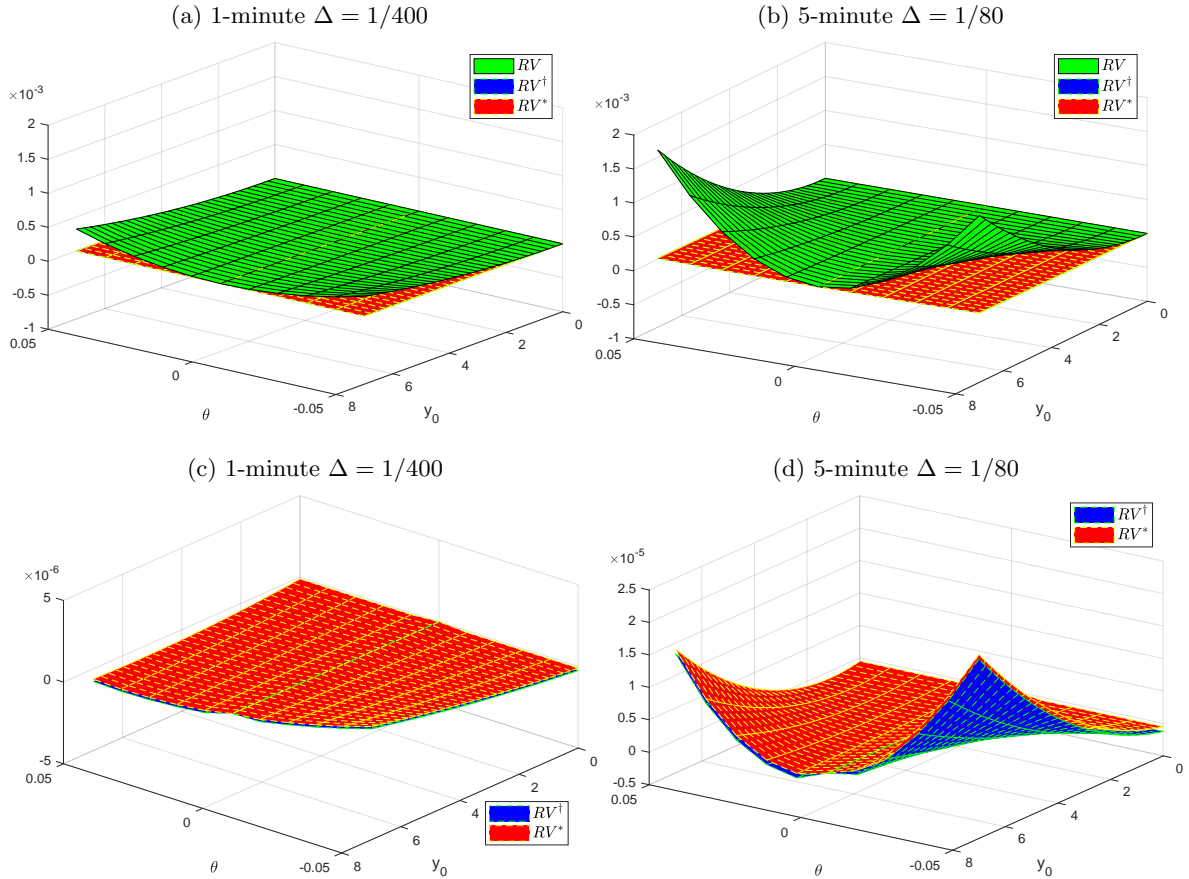 (a) 1-minute Δ = 1/400
RV
RV†
RV*
×10⁻³
2
1.5
1
0.5
0
-0.5
-1
0.05
0
-0.05
θ
8
6
4
2
0
y₀
(b) 5-minute Δ = 1/80
RV
RV†
RV*
×10⁻³
2
1.5
1
0.5
0
-0.5
-1
0.05
0
-0.05
θ
8
6
4
2
0
y₀
(c) 1-minute Δ = 1/400
×10⁻⁶
5
0
-5
0.05
0
-0.05
θ
8
6
4
2
0
y₀
RV†
RV*
(d) 5-minute Δ = 1/80
RV†
RV*
×10⁻⁵
2.5
2
1.5
1
0.5
0
-0.5
0.05
0
-0.05
θ
8
6
4
2
0
y₀